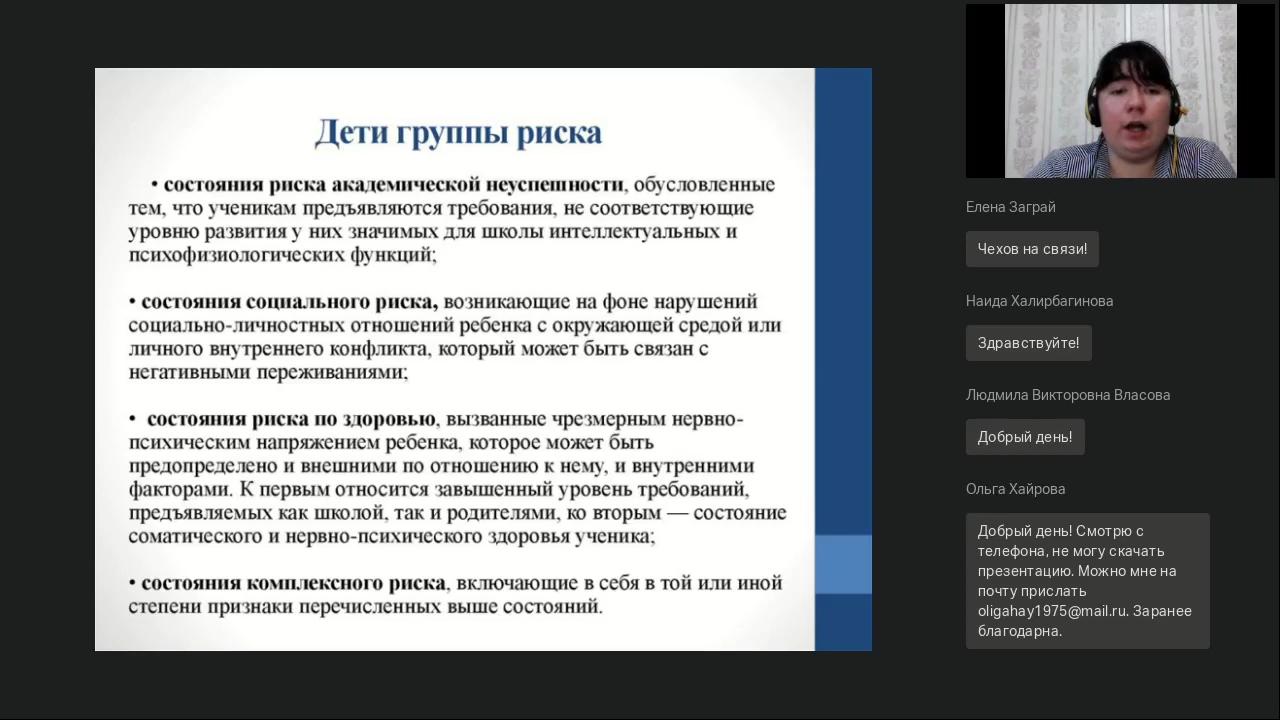 Дети группы риска
• состояния риска академической неуспешности, обусловленные
тем, что ученикам предъявляются требования, не соответствующие
уровню развития у них значимых для школы интеллектуальных и
психофизиологических функций;
• состояния социального риска, возникающие на фоне нарушений
социально-личностных отношений ребенка с окружающей средой или
личного внутреннего конфликта, который может быть связан с
негативными переживаниями;
• состояния риска по здоровью, вызванные чрезмерным нервно-
психическим напряжением ребенка, которое может быть
предопределено и внешними по отношению к нему, и внутренними
факторами. К первым относится завышенный уровень требований,
предъявляемых как школой, так и родителями, ко вторым — состояние
соматического и нервно-психического здоровья ученика;
• состояния комплексного риска, включающие в себя в той или иной
степени признаки перечисленных выше состояний.
Елена Заграй
Чехов на связи!
Наида Халирбагинова
Здравствуйте!
Людмила Викторовна Власова
Добрый день!
Ольга Хайрова
Добрый день! Смотрю с
телефона, не могу скачать
презентацию. Можно мне на
почту прислать
oligahay1975@mail.ru. Заранее
благодарна.